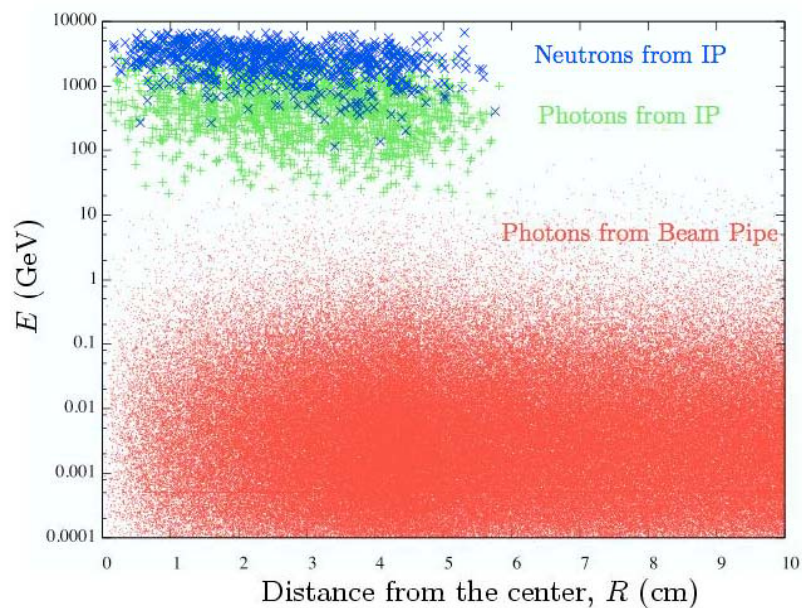 10000
1000
100
10
1
0.1
0.01
0.001
0.0001
E (GeV)
Neutrons from IP
Photons from IP
Photons from Beam Pipe
0 1 2 3 4 5 6 7 8 9 10
Distance from the center, R (cm)